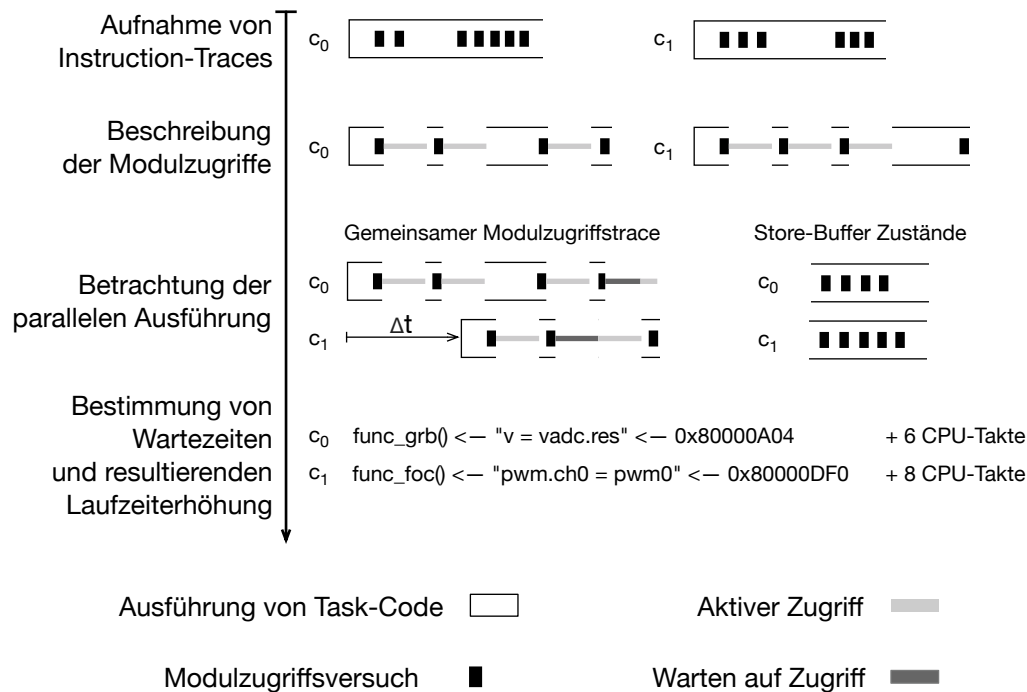 Aufnahme von
Instruction-Traces
c0
c1
Beschreibung
der Modulzugriffe
c0
c1
Gemeinsamer Modulzugriffstrace
Store-Buffer Zustände
Betrachtung der
parallelen Ausführung
c0
c1
Δt
c0
c1
Bestimmung von
Wartezeiten
und resultierenden
Laufzeiterhöhung
c0 func_grb() <— "v = vadc.res" <— 0x80000A04 + 6 CPU-Takte
c1 func_foc() <— "pwm.ch0 = pwm0" <— 0x80000DF0 + 8 CPU-Takte
Ausführung von Task-Code
Aktiver Zugriff
Modulzugriffsversuch
Warten auf Zugriff